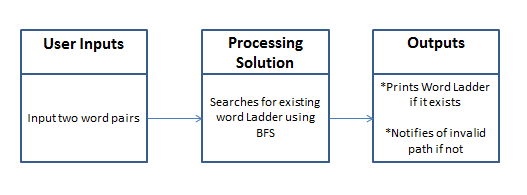 User Inputs
Input two word pairs
Processing
Solution
Searches for existing
word Ladder using
BFS
Outputs
*Prints Word Ladder
if it exists
*Notifies of invalid
path if not